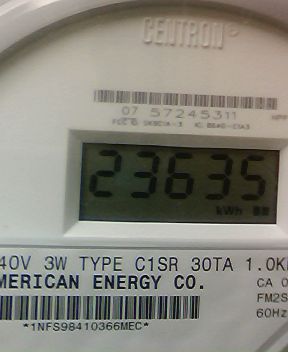 CENTRON®
07 57245311
23635
kWh
40V 3W TYPE C1SR 30TA 1.0K
MERICAN ENERGY CO.
CA 0
FM2S
60Hz
*1NFS98410366MEC*